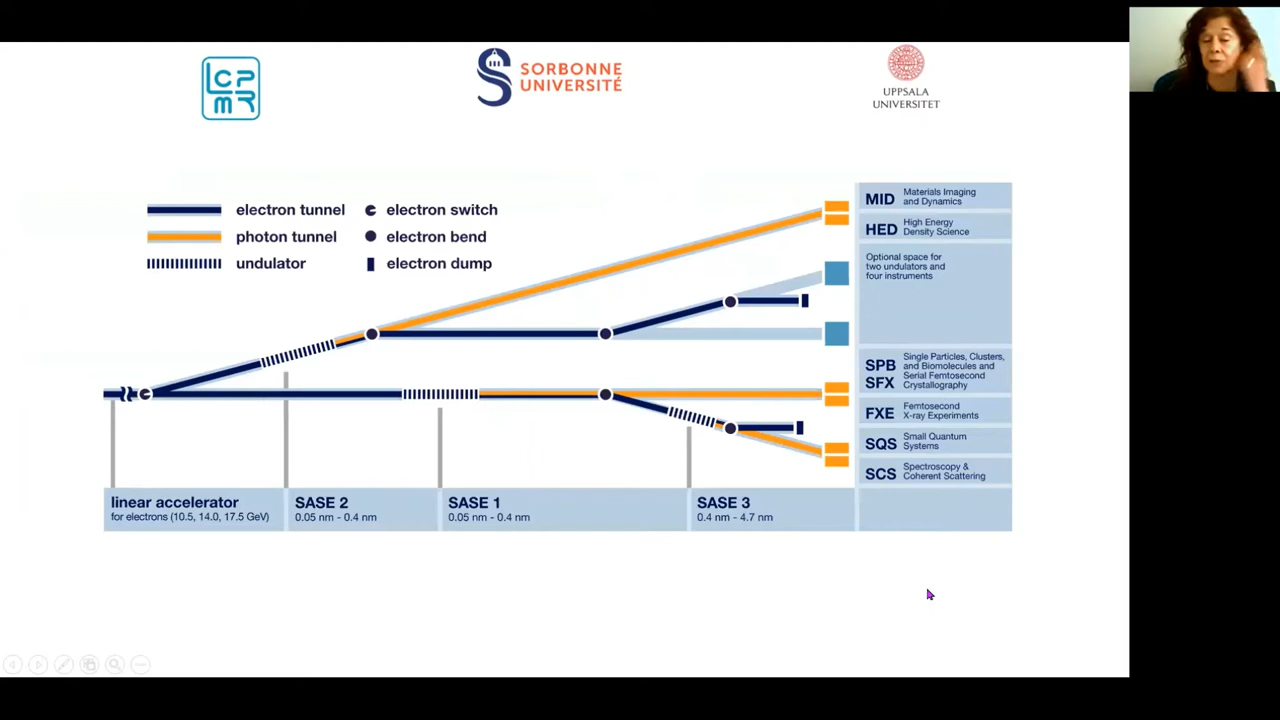 LCPMR
SORBONNE
UNIVERSITÉ
UPPSALA
UNIVERSITET
electron tunnel
electron switch
photon tunnel
electron bend
undulator
electron dump
MID
Materials Imaging
and Dynamics
HED
High Energy
Density Science
Optional space for
two undulators and
four instruments
SPB
SFX
Single Particles, Clusters,
and Biomolecules and
Serial Femtosecond
Crystallography
FXE
Femtosecond
X-ray Experiments
SQS
Small Quantum
Systems
SCS
Spectroscopy &
Coherent Scattering
linear accelerator
for electrons (10.5, 14.0, 17.5 GeV)
SASE 2
0.05 nm - 0.4 nm
SASE 1
0.05 nm - 0.4 nm
SASE 3
0.4 nm - 4.7 nm